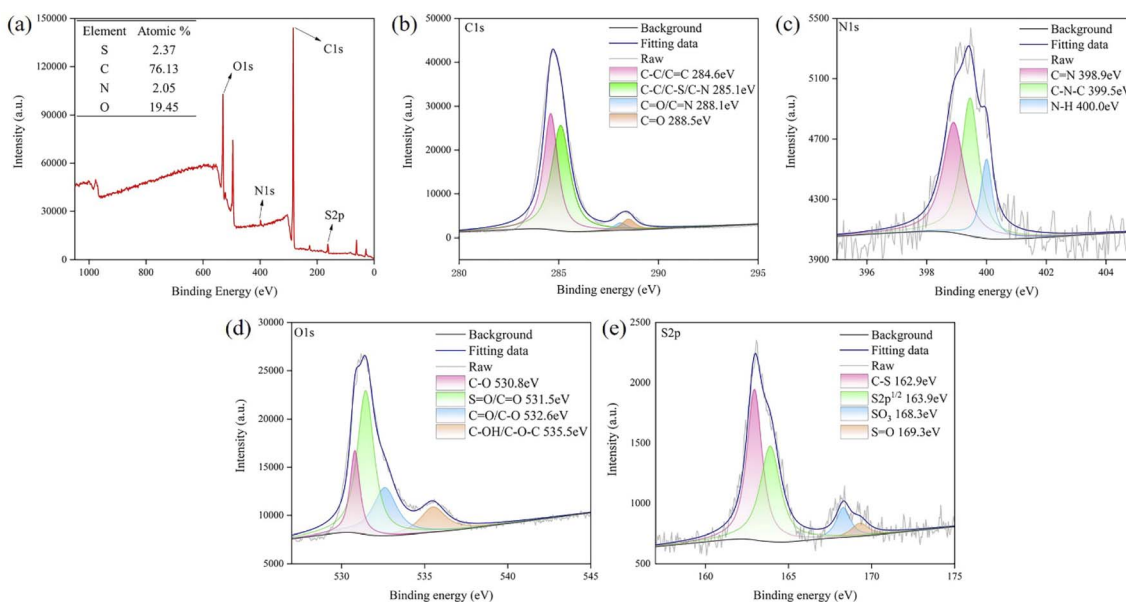 (a)
Element Atomic %
S 2.37
C 76.13
N 2.05
O 19.45
O1s
C1s
N1s
S2p
150000
120000
90000
60000
30000
0
Intensity (a.u.)
1000 800 600 400 200 0
Binding Energy (eV)
(b)
C1s
Background
Fitting data
Raw
C-C/C=C 284.6eV
C-C/C-S/C-N 285.1eV
C=O/C=N 288.1eV
C=O 288.5eV
50000
40000
30000
20000
10000
0
Intensity (a.u.)
280 285 290 295
Binding energy (eV)
(c)
N1s
Background
Fitting data
Raw
C=N 398.9eV
C-N-C 399.5eV
N-H 400.0eV
5500
5100
4700
4300
3900
Intensity (a.u.)
396 398 400 402 404
Binding energy (eV)
(d)
O1s
Background
Fitting data
Raw
C-O 530.8eV
S=O/C=O 531.5eV
C=O/C-O 532.6eV
C-OH/C-O-C 535.5eV
30000
25000
20000
15000
10000
5000
Intensity (a.u.)
530 535 540 545
Binding energy (eV)
(e)
S2p
Background
Fitting data
Raw
C-S 162.9eV
S2p1/2 163.9eV
SO3 168.3eV
S=O 169.3eV
2500
2000
1500
1000
500
Intensity (a.u.)
160 165 170 175
Binding energy (eV)